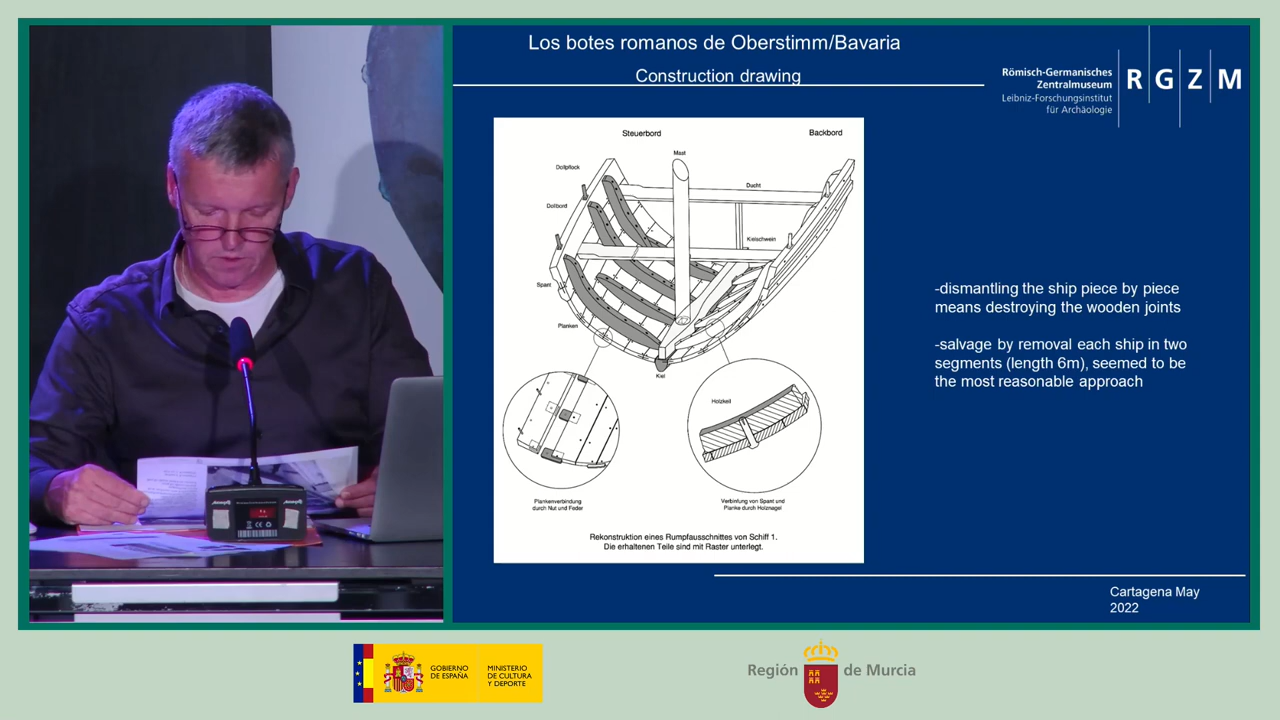 Los botes romanos de Oberstimm/Bavaria
Construction drawing
Römisch-Germanisches
Zentralmuseum
Leibniz-Forschungsinstitut
für Archäologie
RGZM
Steuerbord
Backbord
Mast
Dollpflock
Ducht
Dollbord
Kielschwein
Spant
Planken
Kiel
Holzkeil
Plankenverbindung
durch Nut und Feder
Verbinfung von Spant und
Planke durch Holznagel
Rekonstruktion eines Rumpfausschnittes von Schiff 1.
Die erhaltenen Teile sind mit Raster unterlegt.
-dismantling the ship piece by piece
means destroying the wooden joints
-salvage by removal each ship in two
segments (length 6m), seemed to be
the most reasonable approach
Cartagena May
2022
GOBIERNO
DE ESPAÑA
MINISTERIO
DE CULTURA
Y DEPORTE
Región de Murcia